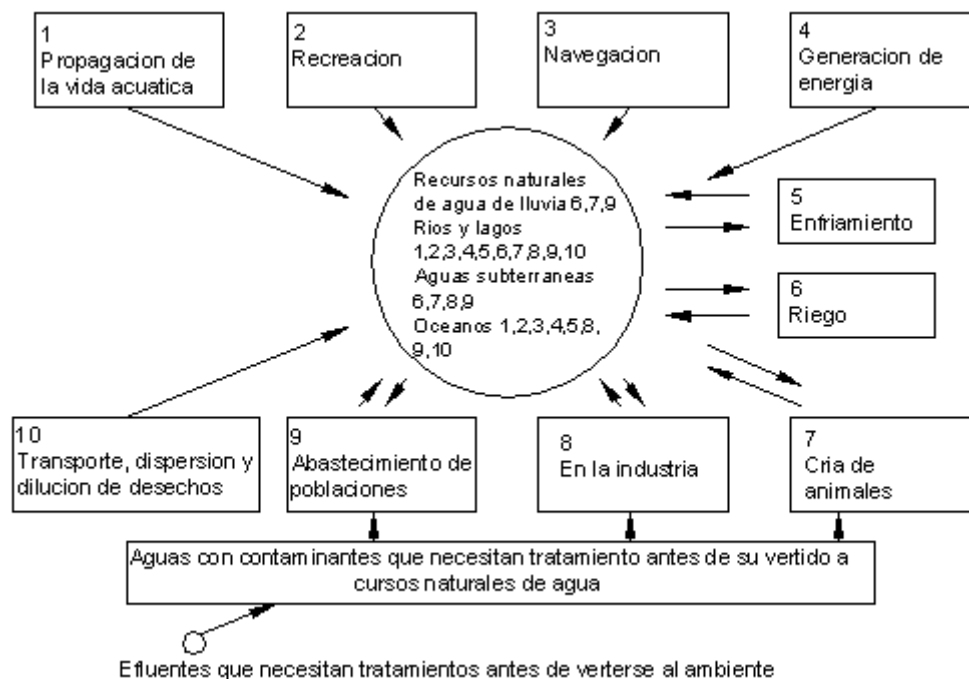 1
Propagacion de
la vida acuatica
2
Recreacion
3
Navegacion
4
Generacion de
energia
Recursos naturales
de agua de lluvia 6,7,9
Rios y lagos
1,2,3,4,5,6,7,8,9,10
Aguas subterraneas
6,7,8,9
Oceanos 1,2,3,4,5,8,
9,10
5
Enfriamiento
6
Riego
10
Transporte, dispersion y
dilucion de desechos
9
Abastecimiento de
poblaciones
8
En la industria
7
Cria de
animales
Aguas con contaminantes que necesitan tratamiento antes de su vertido a
cursos naturales de agua
Efluentes que necesitan tratamientos antes de verterse al ambiente